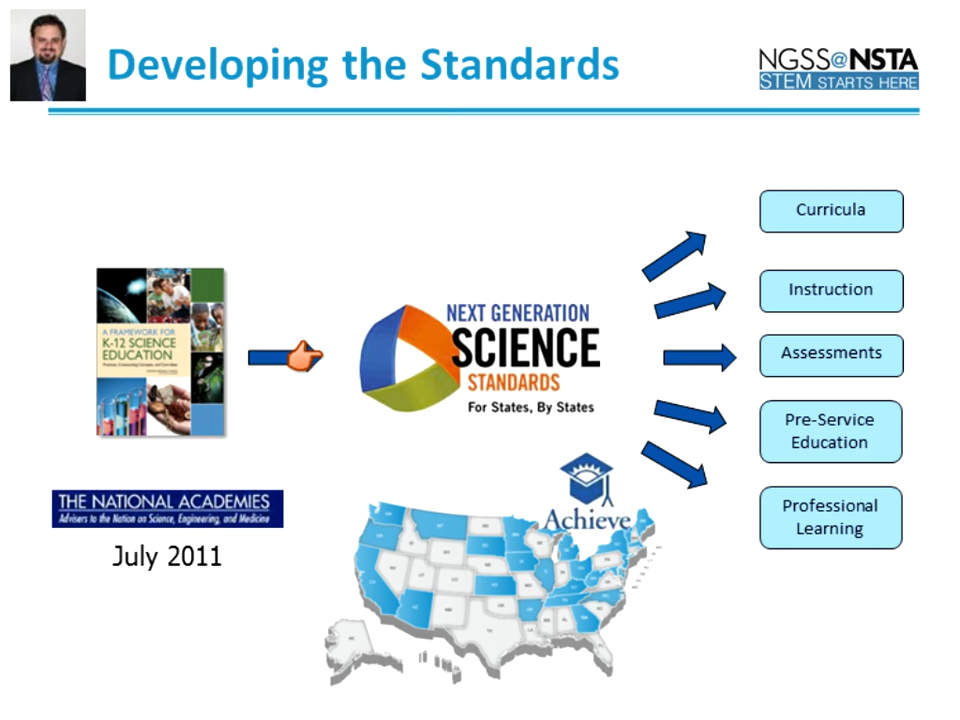 Developing the Standards
NGSS@NSTA
STEM STARTS HERE
Curricula
Instruction
Assessments
Pre-Service
Education
Professional
Learning
A FRAMEWORK FOR
K-12 SCIENCE
EDUCATION
NEXT GENERATION
SCIENCE
STANDARDS
For States, By States
THE NATIONAL ACADEMIES
Advisers to the Nation on Science, Engineering, and Medicine
July 2011
Achieve